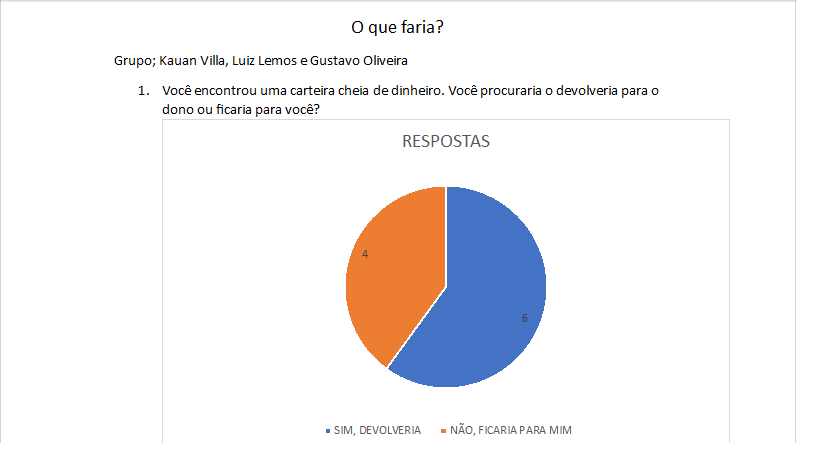 O que faria?
Grupo; Kauan Villa, Luiz Lemos e Gustavo Oliveira
1. Você encontrou uma carteira cheia de dinheiro. Você procuraria o devolveria para o
dono ou ficaria para você?
RESPOSTAS
4
6
SIM, DEVOLVERIA NÃO, FICARIA PARA MIM